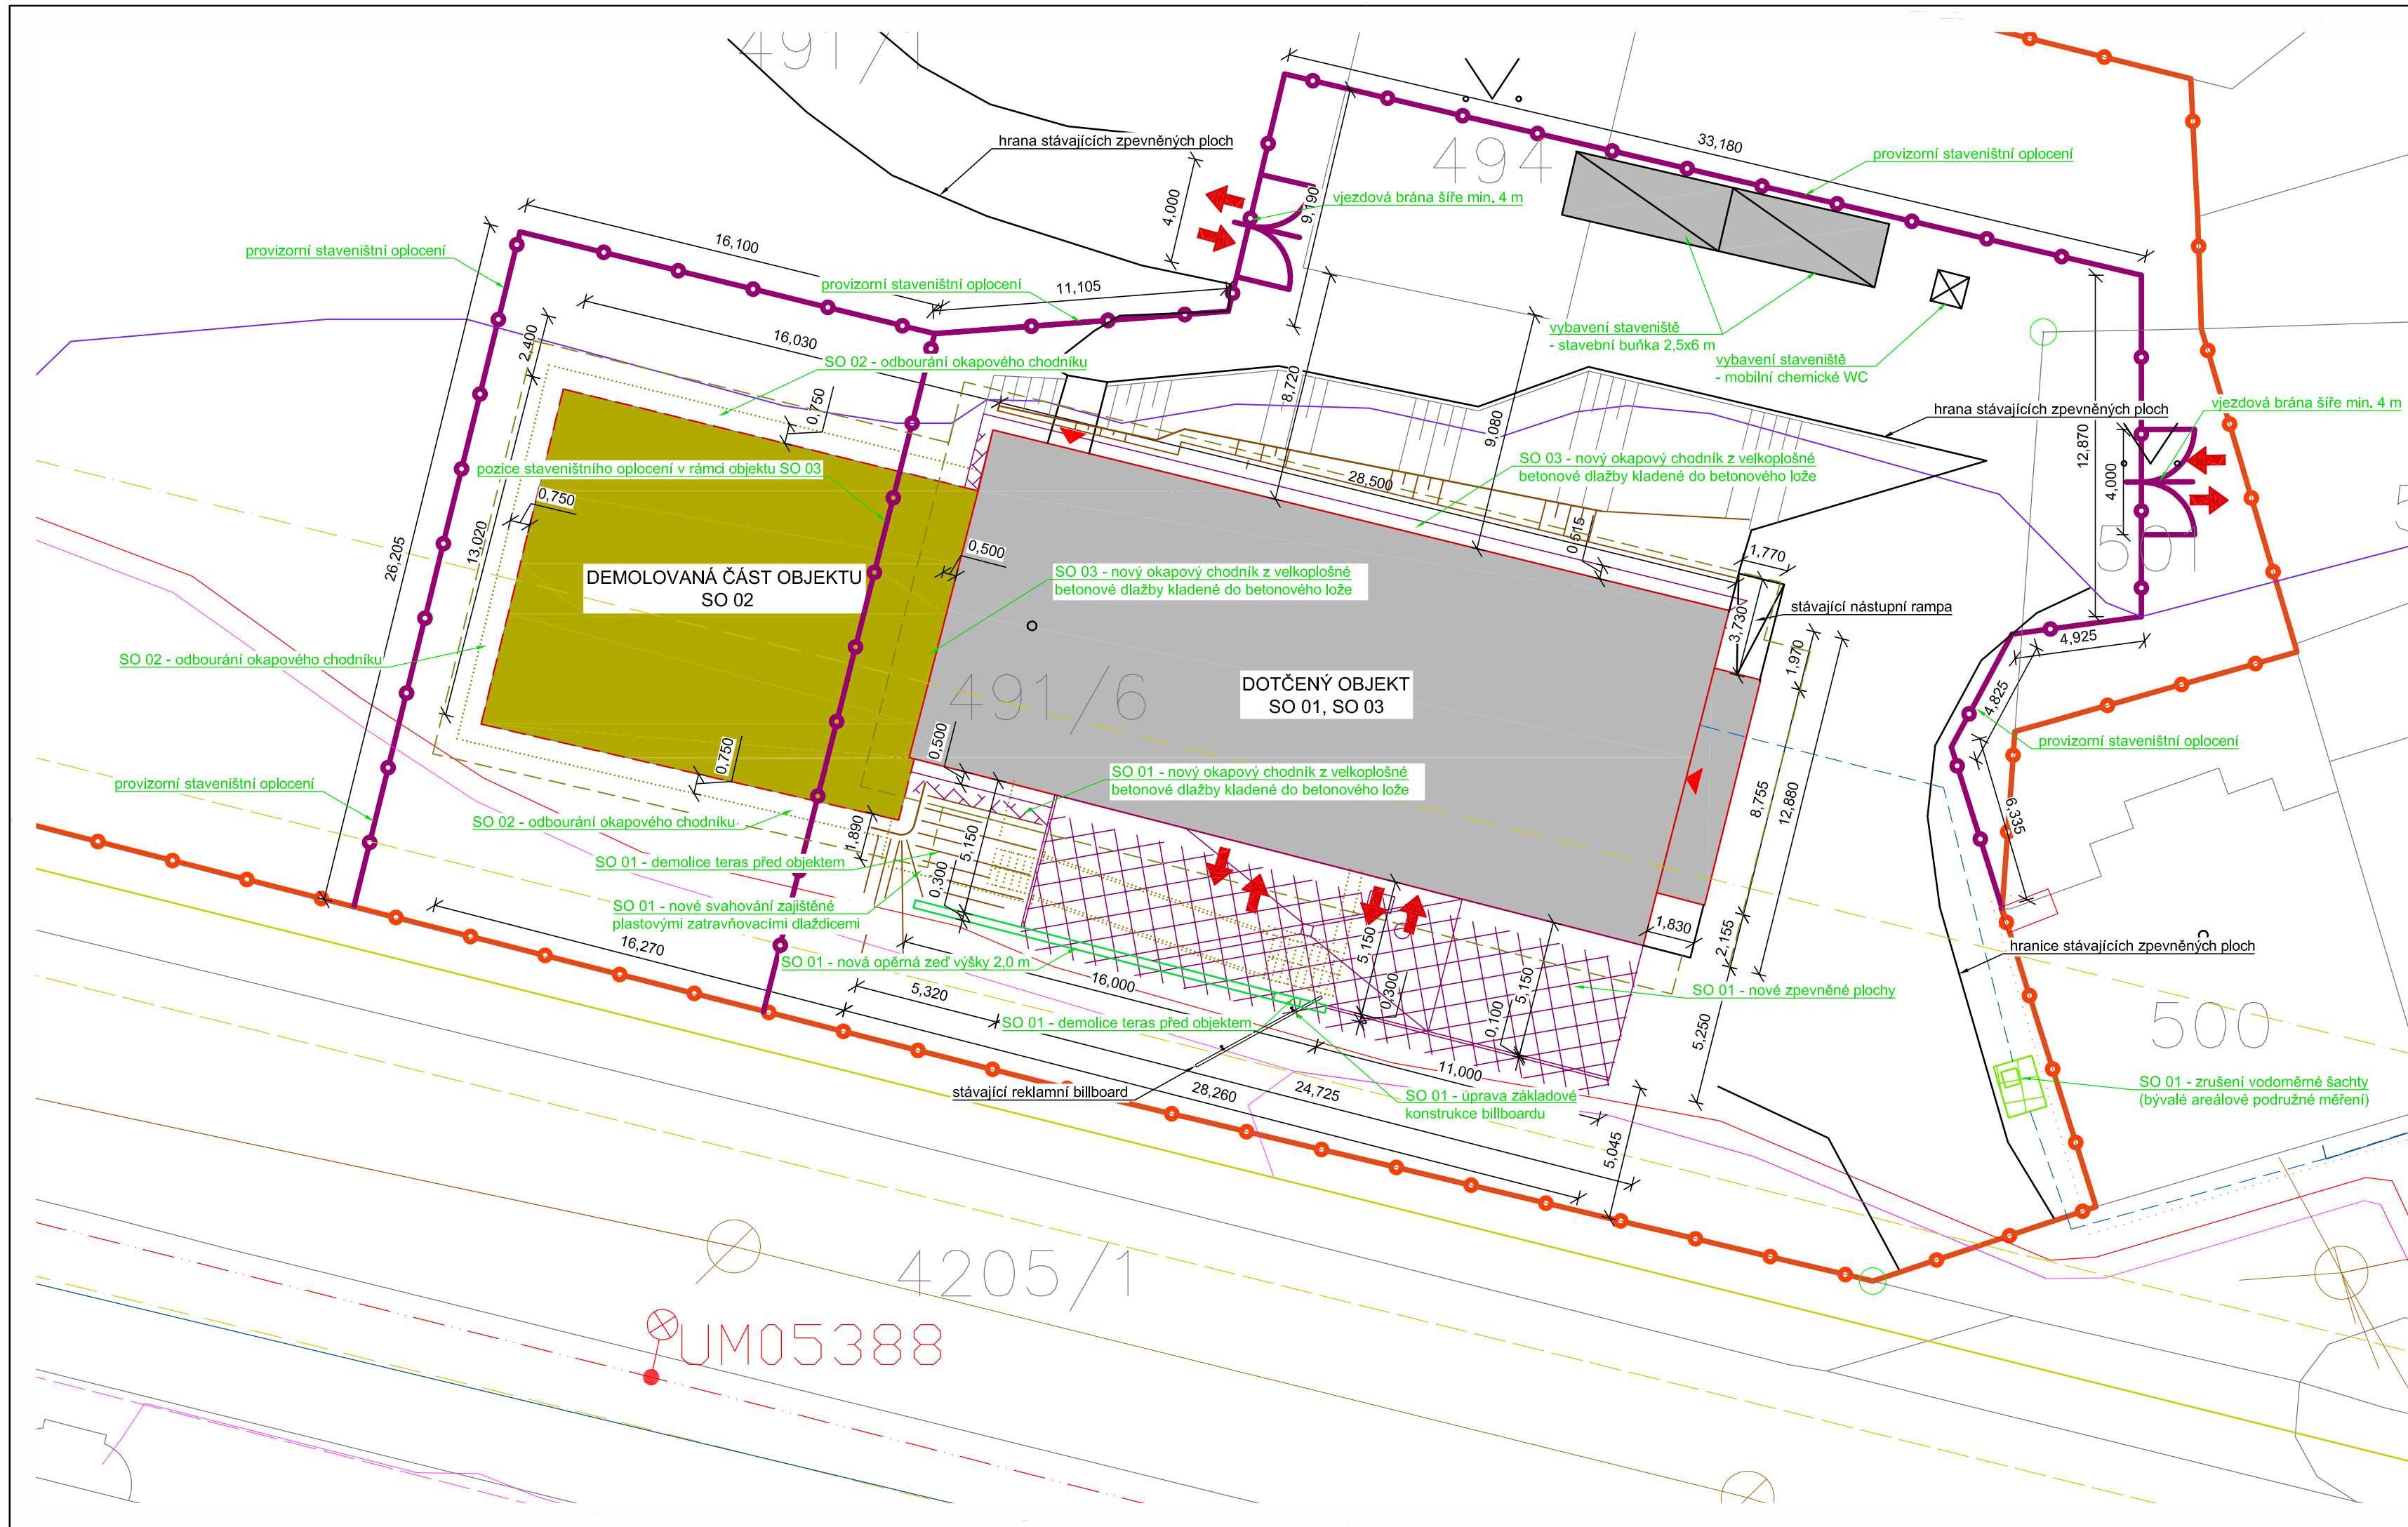 491/1
hrana stávajících zpevněných ploch
33,180
494
provizorní staveništní oplocení
4,000
9,190
vjezdová brána šíře min. 4 m
provizorní staveništní oplocení
16,100
provizorní staveništní oplocení
11,105
2,400
16,030
SO 02 - odbourání okapového chodníku
vybavení staveniště
- stavební buňka 2,5x6 m
vybavení staveniště
- mobilní chemické WC
8,720
0,750
9,080
hrana stávajících zpevněných ploch
vjezdová brána šíře min. 4 m
12,870
4,000
501
pozice staveništního oplocení v rámci objektu SO 03
28,500
SO 03 - nový okapový chodník z velkoplošné
betonové dlažby kladené do betonového lože
0,750
26,205
13,020
0,500
0,515
1,770
DEMOLOVANÁ ČÁST OBJEKTU
SO 02
SO 03 - nový okapový chodník z velkoplošné
betonové dlažby kladené do betonového lože
stávající nástupní rampa
3,730
4,925
SO 02 - odbourání okapového chodníku
491/6
DOTČENÝ OBJEKT
SO 01, SO 03
1,970
4,825
provizorní staveništní oplocení
0,750
0,500
provizorní staveništní oplocení
SO 01 - nový okapový chodník z velkoplošné
betonové dlažby kladené do betonového lože
8,755
12,880
6,335
SO 02 - odbourání okapového chodníku
1,890
5,150
SO 01 - demolice teras před objektem
0,300
SO 01 - nové svahování zajištěné
plastovými zatravňovacími dlaždicemi
1,830
2,155
16,270
5,150
hranice stávajících zpevněných ploch
SO 01 - nová opěrná zeď výšky 2,0 m
16,000
5,320
0,300
5,150
SO 01 - nové zpevněné plochy
SO 01 - demolice teras před objektem
0,100
5,250
500
11,000
stávající reklamní billboard
28,260
24,725
SO 01 - úprava základové
konstrukce billboardu
SO 01 - zrušení vodoměrné šachty
(bývalé areálové podružné měření)
5,045
4205/1
UM05388